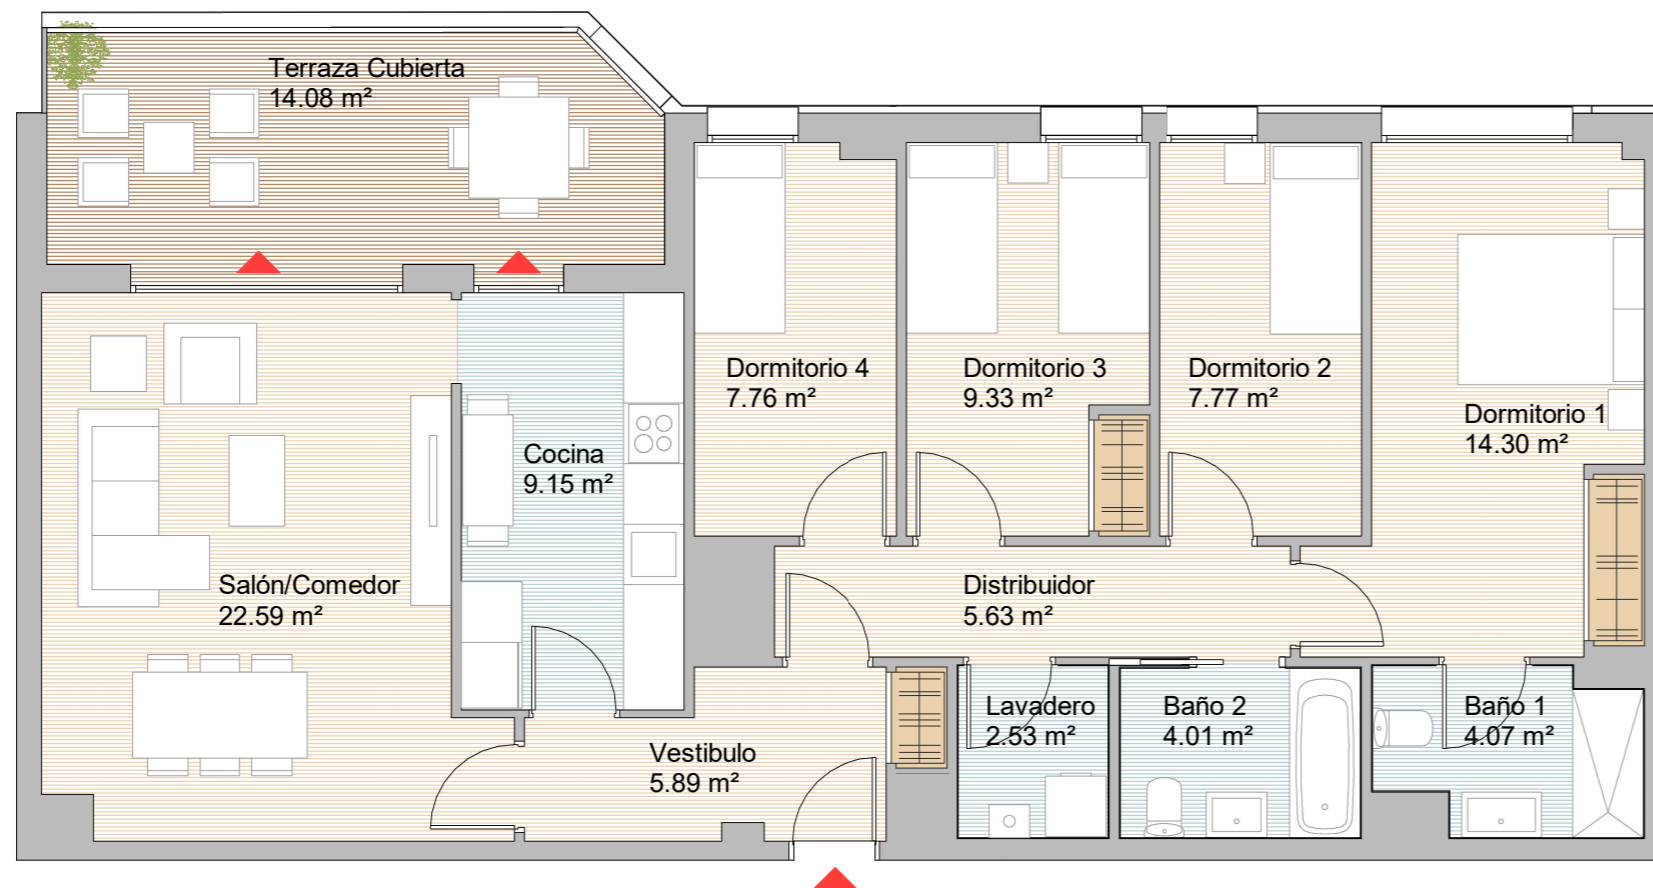 Terraza Cubierta
14.08 m²
Dormitorio 4
7.76 m²
Dormitorio 3
9.33 m²
Dormitorio 2
7.77 m²
Dormitorio 1
14.30 m²
Cocina
9.15 m²
Salón/Comedor
22.59 m²
Distribuidor
5.63 m²
Vestibulo
5.89 m²
Lavadero
2.53 m²
Baño 2
4.01 m²
Baño 1
4.07 m²